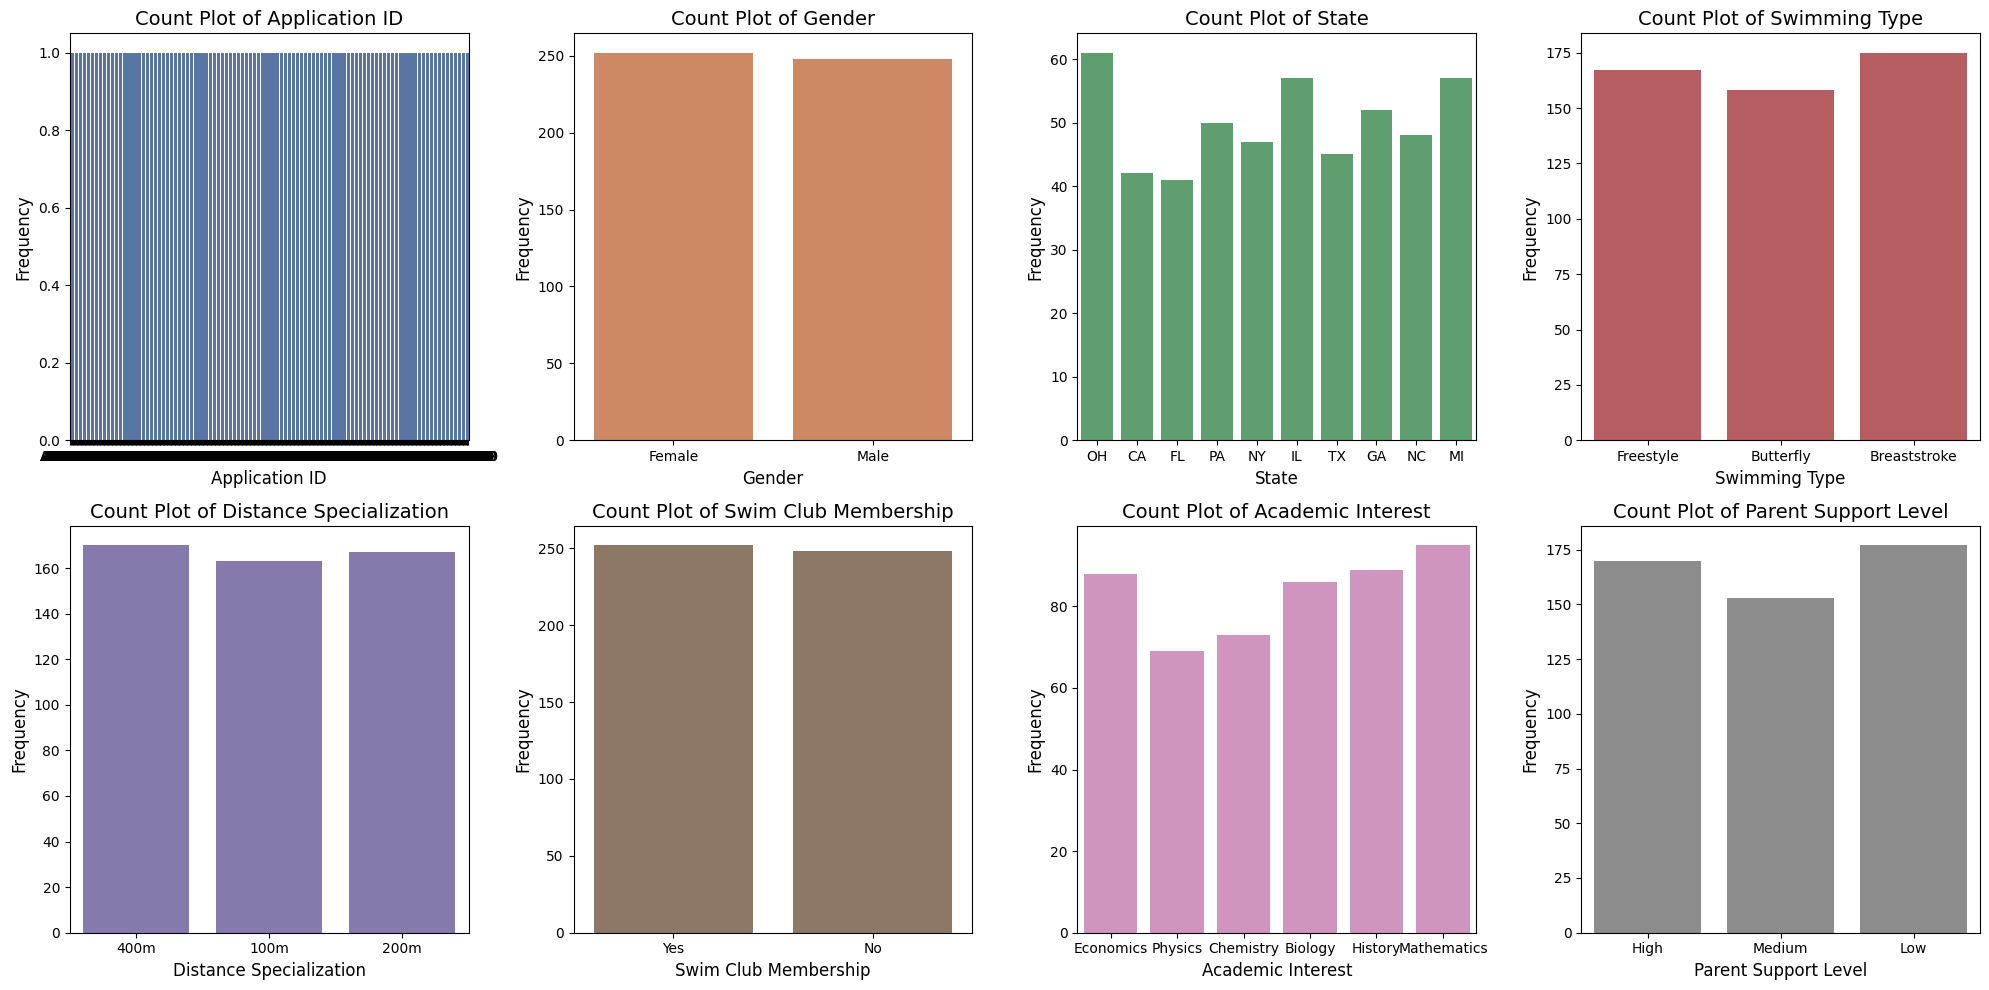 Count Plot of Application ID
Frequency
1.0
0.8
0.6
0.4
0.2
0.0
Application ID
Count Plot of Gender
Frequency
250
200
150
100
50
0
Female Male
Gender
Count Plot of State
Frequency
60
50
40
30
20
10
0
OH CA FL PA NY IL TX GA NC MI
State
Count Plot of Swimming Type
Frequency
175
150
125
100
75
50
25
0
Freestyle Butterfly Breaststroke
Swimming Type
Count Plot of Distance Specialization
Frequency
160
140
120
100
80
60
40
20
0
400m 100m 200m
Distance Specialization
Count Plot of Swim Club Membership
Frequency
250
200
150
100
50
0
Yes No
Swim Club Membership
Count Plot of Academic Interest
Frequency
80
60
40
20
0
Economics Physics Chemistry Biology History Mathematics
Academic Interest
Count Plot of Parent Support Level
Frequency
175
150
125
100
75
50
25
0
High Medium Low
Parent Support Level